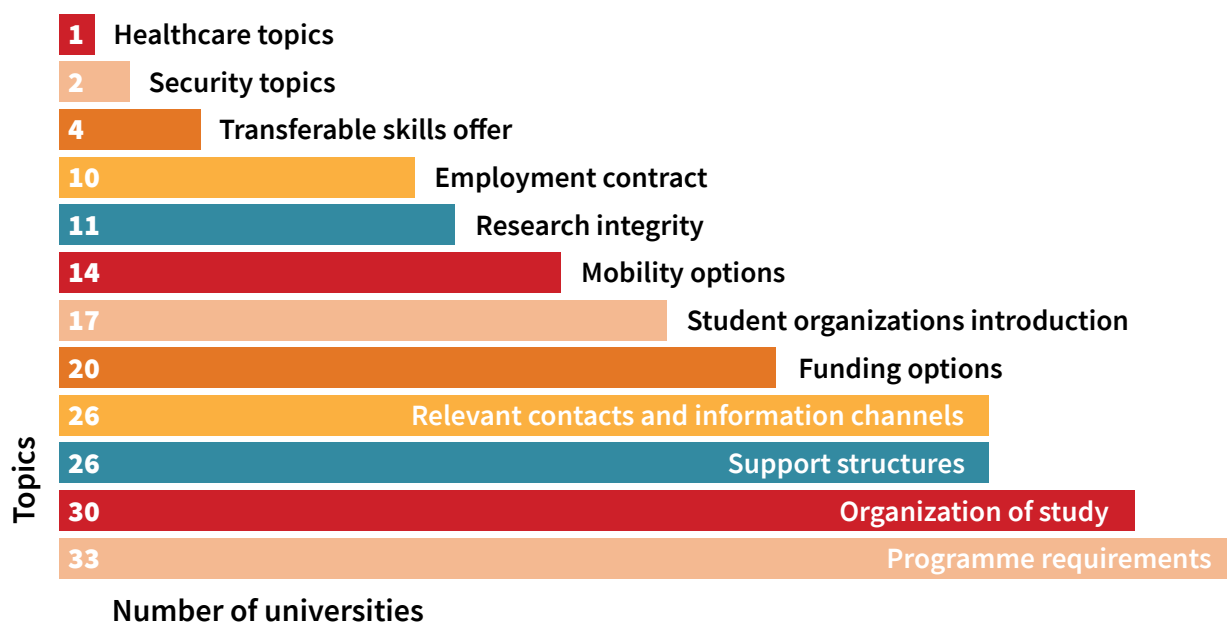 1 Healthcare topics
2 Security topics
4 Transferable skills offer
10 Employment contract
11 Research integrity
14 Mobility options
17 Student organizations introduction
20 Funding options
26 Relevant contacts and information channels
26 Support structures
30 Organization of study
33 Programme requirements
Topics
Number of universities